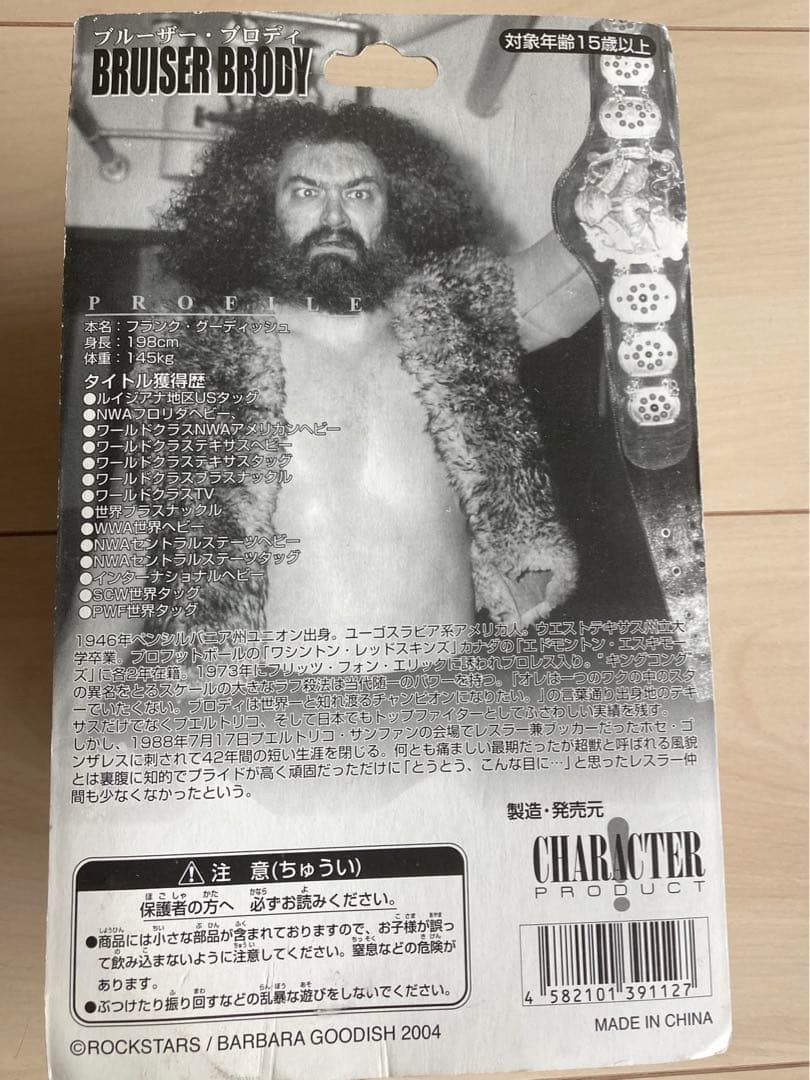 ブルーザー・ブロディ
BRUISER BRODY
対象年齢15歳以上
PROFILE
本名：フランク・グーディッシュ
身長：198cm
体重：145kg
タイトル獲得歴
●ルイジアナ地区USタッグ
●NWAフロリダヘビー、
●ワールドクラスNWAアメリカンヘビー
●ワールドクラステキサスヘビー
●ワールドクラステキサスタッグ
●ワールドクラスブラスナックル
●ワールドクラスTV
●世界ブラスナックル
●WWA世界ヘビー
●NWAセントラルステーツヘビー
●NWAセントラルステーツタッグ
●インターナショナルヘビー
●SCW世界タッグ
●PWF世界タッグ
1946年ペンシルバニア州ユニオン出身。ユーゴスラビア系アメリカ人。ウエストテキサス州立大
学卒業。プロフットボールの「ワシントン・レッドスキンズ」カナダの「エドモントン・エスキモー
ズ」に各2年在籍。1973年にフリッツ・フォン・エリックに誘われプロレス入り。“キングコング”
の異名をとるスケールの大きなラフ殺法は当代随一のパワーを持つ。「オレは一つのワクの中のスタ
ーでいたくない。ブロディは世界一と知れ渡るチャンピオンになりたい。」の言葉通り出身地のテキ
サスだけでなくプエルトリコ、そして日本でもトップファイターとしてふさわしい実績を残す。
しかし、1988年7月17日プエルトリコ・サンファンの会場でレスラー兼ブッカーだったホセ・ゴ
ンザレスに刺されて42年間の短い生涯を閉じる。何とも痛ましい最期だったが超獣と呼ばれる風貌
とは裏腹に知的でプライドが高く頑固だっただけに「とうとう、こんな目に…」と思ったレスラー仲
間も少なくなかったという。
製造・発売元
CHARACTER
PRODUCT
⚠注 意(ちゅうい)
保護者の方へ 必ずお読みください。
●商品には小さな部品が含まれておりますので、お子様が誤っ
て飲み込まないように注意してください。窒息などの危険が
あります。
●ぶつけたり振り回すなどの乱暴な遊びをしないでください。
4 582101 391127
©ROCKSTARS / BARBARA GOODISH 2004
MADE IN CHINA